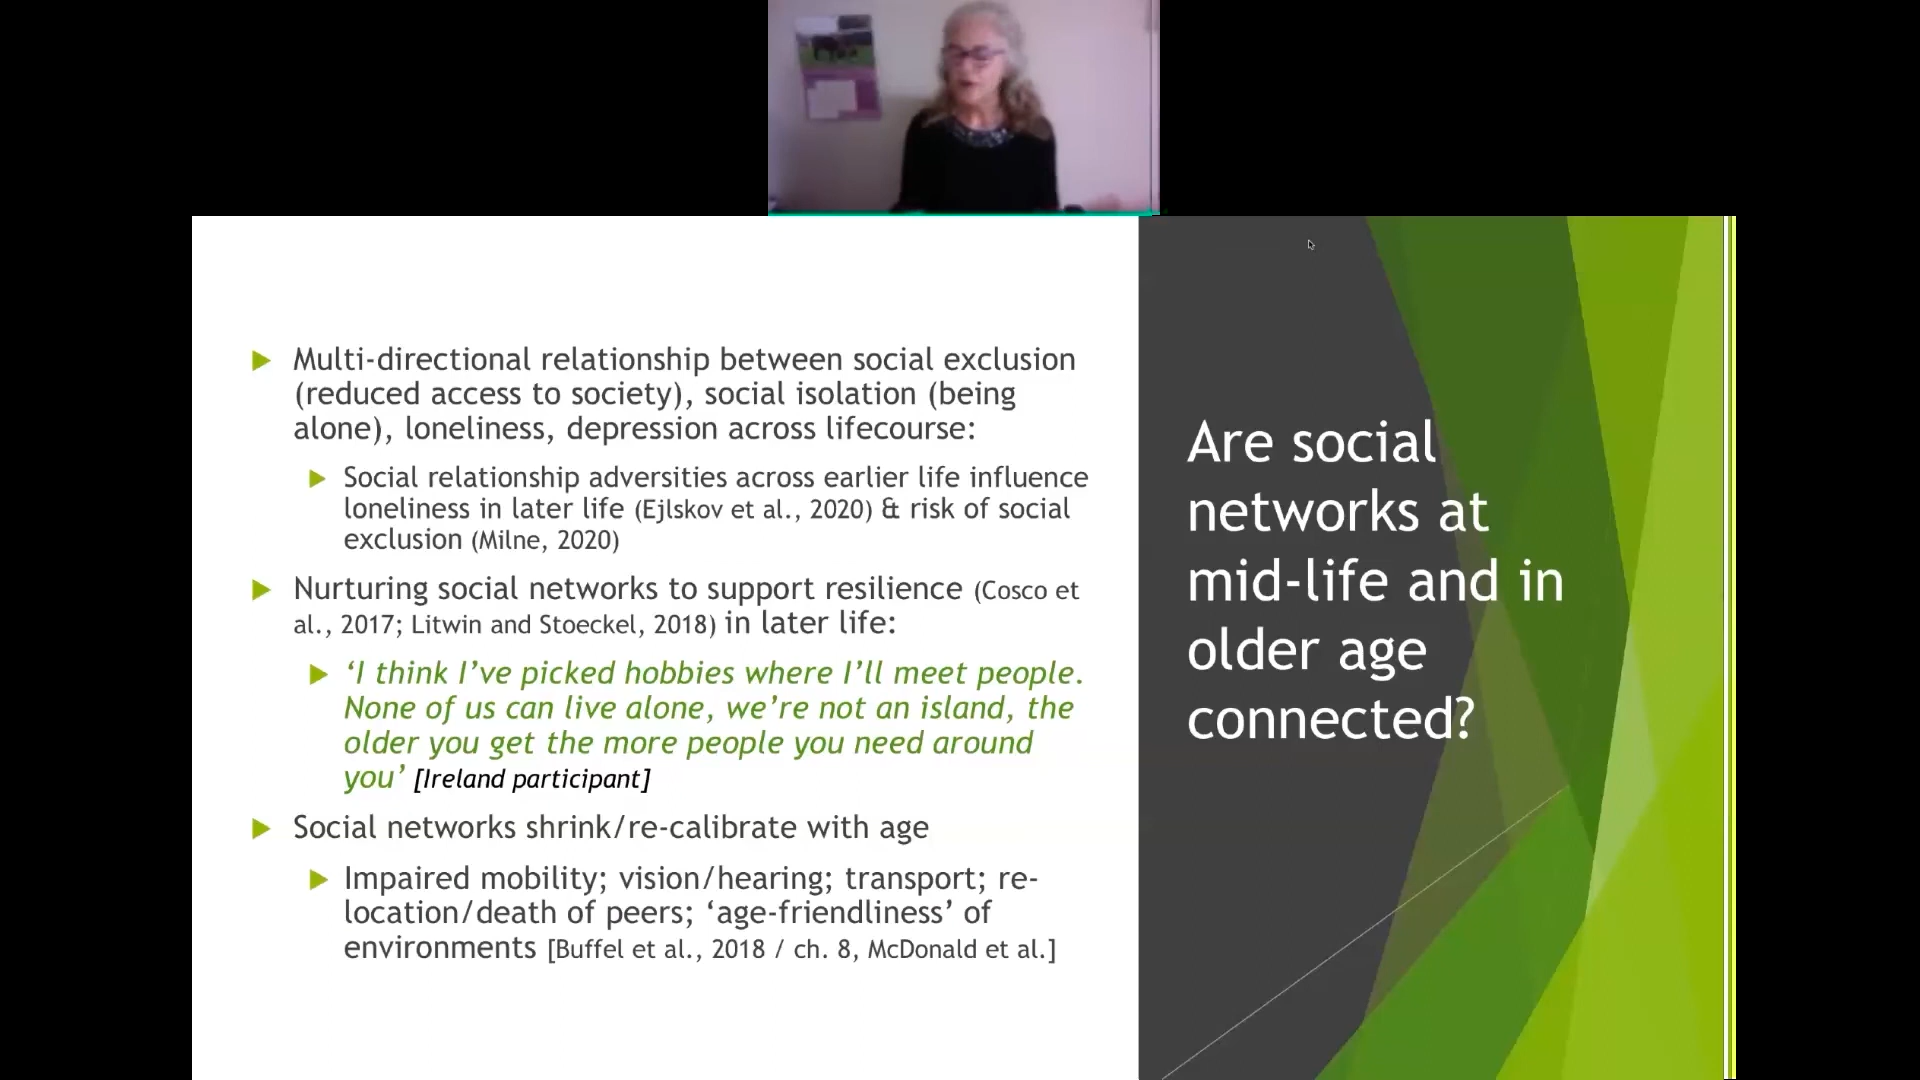 Multi-directional relationship between social exclusion
(reduced access to society), social isolation (being
alone), loneliness, depression across lifecourse:
Social relationship adversities across earlier life influence
loneliness in later life (Ejlskov et al., 2020) & risk of social
exclusion (Milne, 2020)
Nurturing social networks to support resilience (Cosco et
al., 2017; Litwin and Stoeckel, 2018) in later life:
‘I think I’ve picked hobbies where I’ll meet people.
None of us can live alone, we’re not an island, the
older you get the more people you need around
you’ [Ireland participant]
Social networks shrink/re-calibrate with age
Impaired mobility; vision/hearing; transport; re-
location/death of peers; ‘age-friendliness’ of
environments [Buffel et al., 2018 / ch. 8, McDonald et al.]
Are social
networks at
mid-life and in
older age
connected?